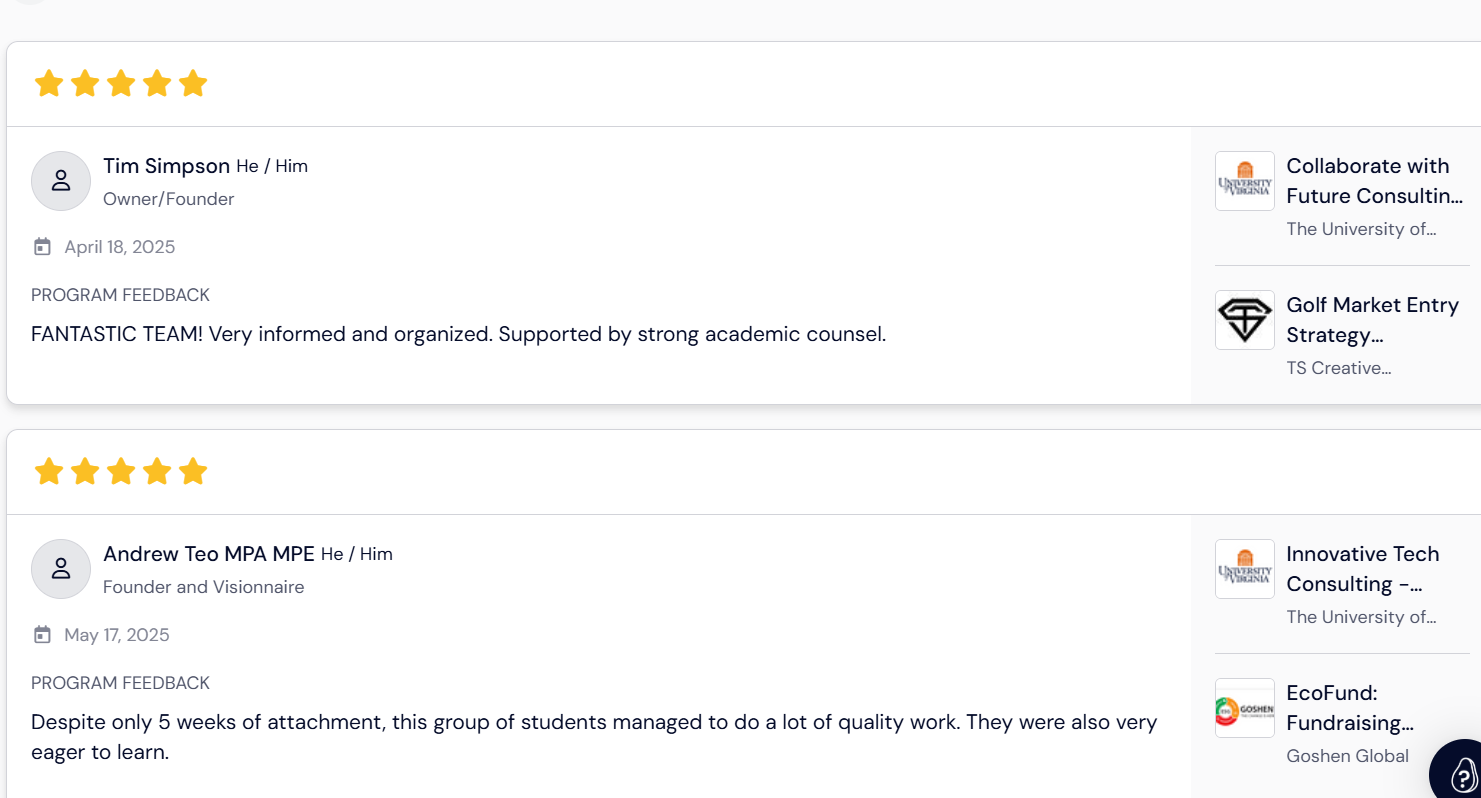 Tim Simpson He / Him
Owner/Founder
April 18, 2025
PROGRAM FEEDBACK
FANTASTIC TEAM! Very informed and organized. Supported by strong academic counsel.
UNIVERSITY
of VIRGINIA
Collaborate with
Future Consultin...
The University of...
Golf Market Entry
Strategy...
TS Creative...
Andrew Teo MPA MPE He / Him
Founder and Visionnaire
May 17, 2025
PROGRAM FEEDBACK
Despite only 5 weeks of attachment, this group of students managed to do a lot of quality work. They were also very
eager to learn.
UNIVERSITY
of VIRGINIA
Innovative Tech
Consulting -...
The University of...
GOSHEN
EcoFund:
Fundraising...
Goshen Global